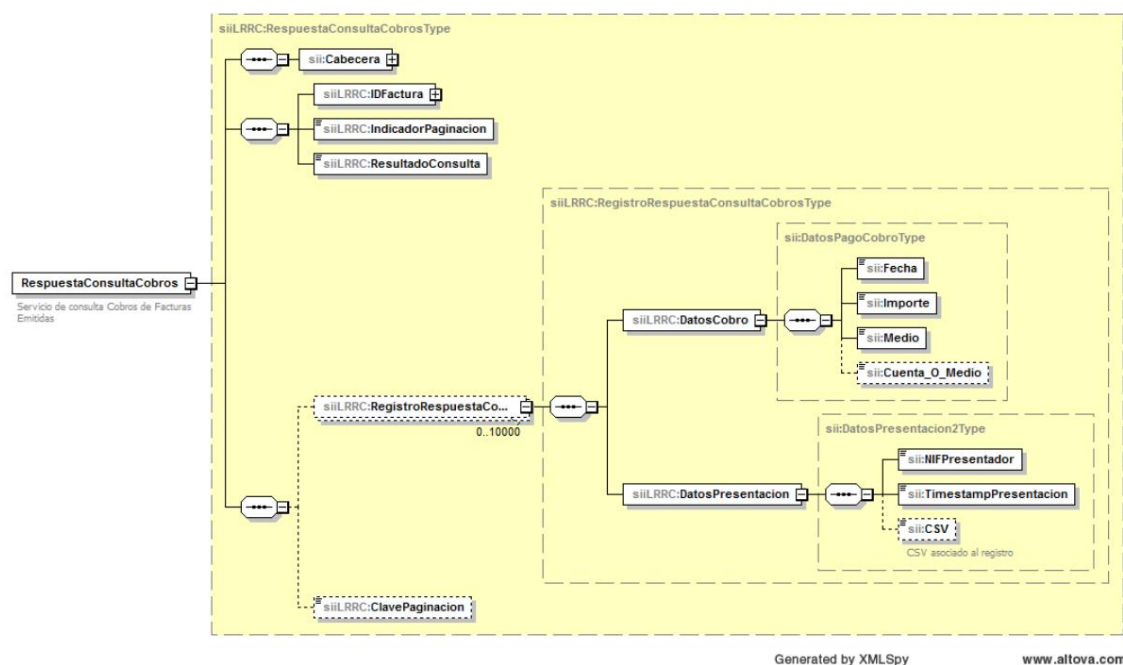 siiLRRC:RespuestaConsultaCobrosType
sii:Cabecera
siiLRRC:IDFactura
siiLRRC:IndicadorPaginacion
siiLRRC:ResultadoConsulta
siiLRRC:RegistroRespuestaConsultaCobrosType
sii:DatosPagoCobroType
sii:Fecha
RespuestaConsultaCobros
Servicio de consulta Cobros de Facturas
Emitidas
sii:Importe
siiLRRC:DatosCobro
sii:Medio
sii:Cuenta_O_Medio
siiLRRC:RegistroRespuestaCo...
0..10000
sii:DatosPresentacion2Type
sii:NIFPresentador
siiLRRC:DatosPresentacion
sii:TimestampPresentacion
sii:CSV
CSV asociado al registro
siiLRRC:ClavePaginacion
Generated by XMLSpy www.altova.com